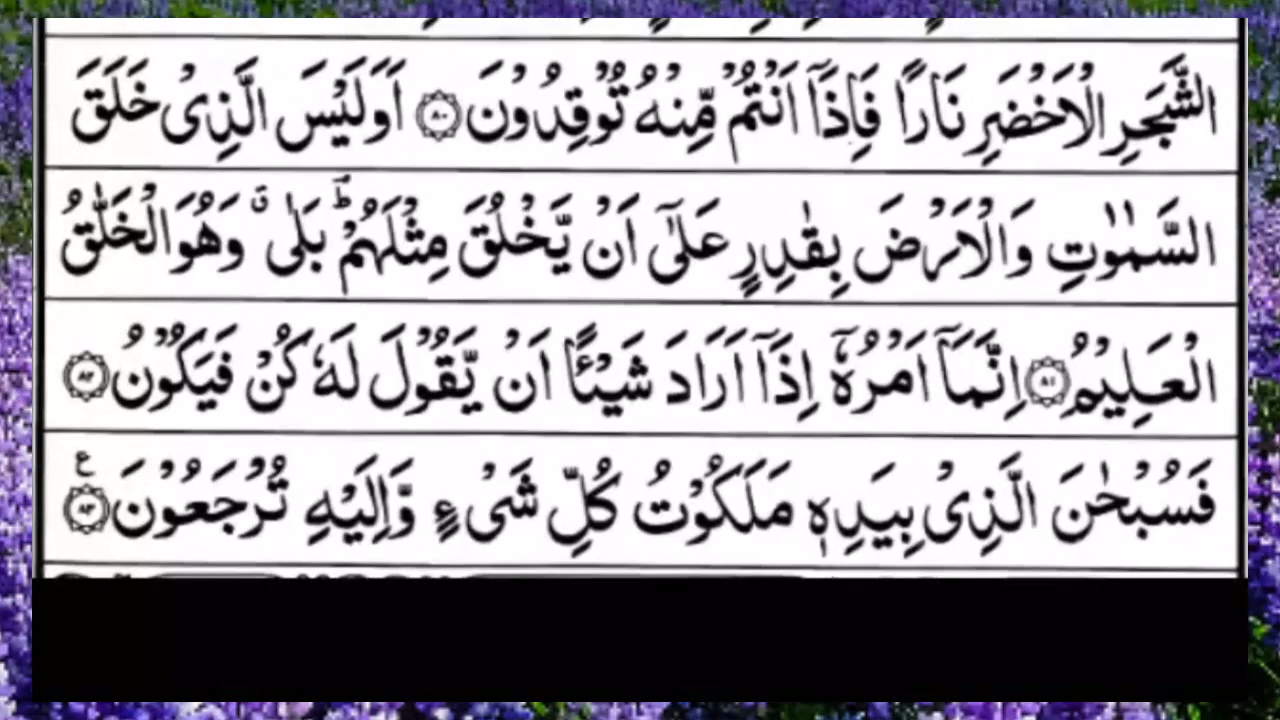 الشَّجَرِ الْاَخْضَرِ نَارًا فَاِذَاۤ اَنْتُمْ مِّنْهُ تُوْقِدُوْنَ ۝۸۰ اَوَلَيْسَ الَّذِیْ خَلَقَ
السَّمٰوٰتِ وَالْاَرْضَ بِقٰدِرٍ عَلٰۤی اَنْ يَّخْلُقَ مِثْلَهُمْ ؕ بَلٰی ۗ وَهُوَ الْخَلّٰقُ
الْعَلِيْمُ ۝۸۱ اِنَّمَاۤ اَمْرُهٗۤ اِذَاۤ اَرَادَ شَيْـًٔا اَنْ يَّقُوْلَ لَهٗ كُنْ فَيَكُوْنُ ۝۸۲
فَسُبْحٰنَ الَّذِیْ بِيَدِهٖ مَلَكُوْتُ كُلِّ شَیْءٍ وَّاِلَيْهِ تُرْجَعُوْنَ ۝۸۳ ع